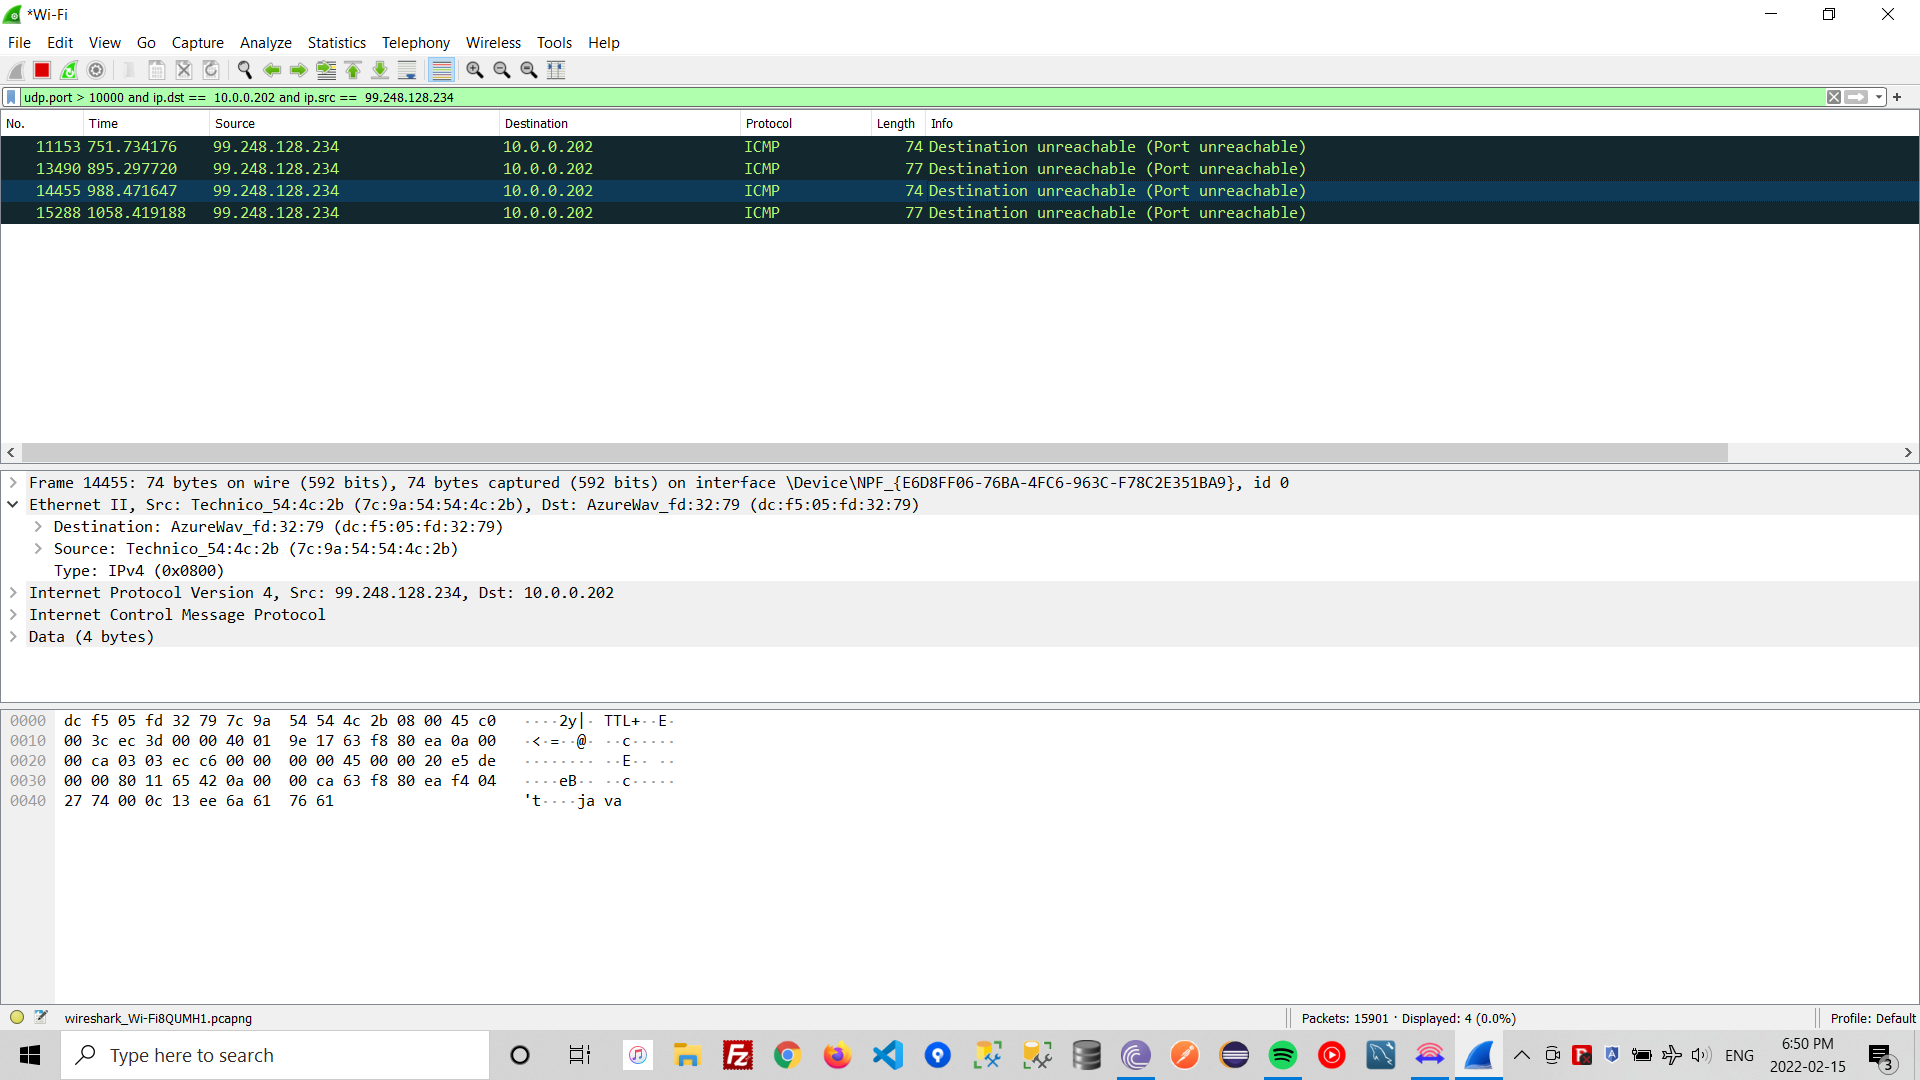 *Wi-Fi
File Edit View Go Capture Analyze Statistics Telephony Wireless Tools Help
udp.port > 10000 and ip.dst == 10.0.0.202 and ip.src == 99.248.128.234
No. Time Source Destination Protocol Length Info
11153 751.734176 99.248.128.234 10.0.0.202 ICMP 74 Destination unreachable (Port unreachable)
13490 895.297720 99.248.128.234 10.0.0.202 ICMP 77 Destination unreachable (Port unreachable)
14455 988.471647 99.248.128.234 10.0.0.202 ICMP 74 Destination unreachable (Port unreachable)
15288 1058.419188 99.248.128.234 10.0.0.202 ICMP 77 Destination unreachable (Port unreachable)
Frame 14455: 74 bytes on wire (592 bits), 74 bytes captured (592 bits) on interface \Device\NPF_{E6D8FF06-76BA-4FC6-963C-F78C2E351BA9}, id 0
Ethernet II, Src: Technico_54:4c:2b (7c:9a:54:54:4c:2b), Dst: AzureWav_fd:32:79 (dc:f5:05:fd:32:79)
Destination: AzureWav_fd:32:79 (dc:f5:05:fd:32:79)
Source: Technico_54:4c:2b (7c:9a:54:54:4c:2b)
Type: IPv4 (0x0800)
Internet Protocol Version 4, Src: 99.248.128.234, Dst: 10.0.0.202
Internet Control Message Protocol
Data (4 bytes)
0000 dc f5 05 fd 32 79 7c 9a 54 54 4c 2b 08 00 45 c0 ····2y|· TTL+··E·
0010 00 3c ec 3d 00 00 40 01 9e 17 63 f8 80 ea 0a 00 ·<·=··@· ··c·····
0020 00 ca 03 03 ec c6 00 00 00 00 45 00 00 20 e5 de ········ ··E·· ··
0030 00 00 80 11 65 42 0a 00 00 ca 63 f8 80 ea f4 04 ····eB·· ··c·····
0040 27 74 00 0c 13 ee 6a 61 76 61 't····ja va
wireshark_Wi-Fi8QUMH1.pcapng Packets: 15901 · Displayed: 4 (0.0%) Profile: Default
Type here to search ENG 6:50 PM
2022-02-15 3